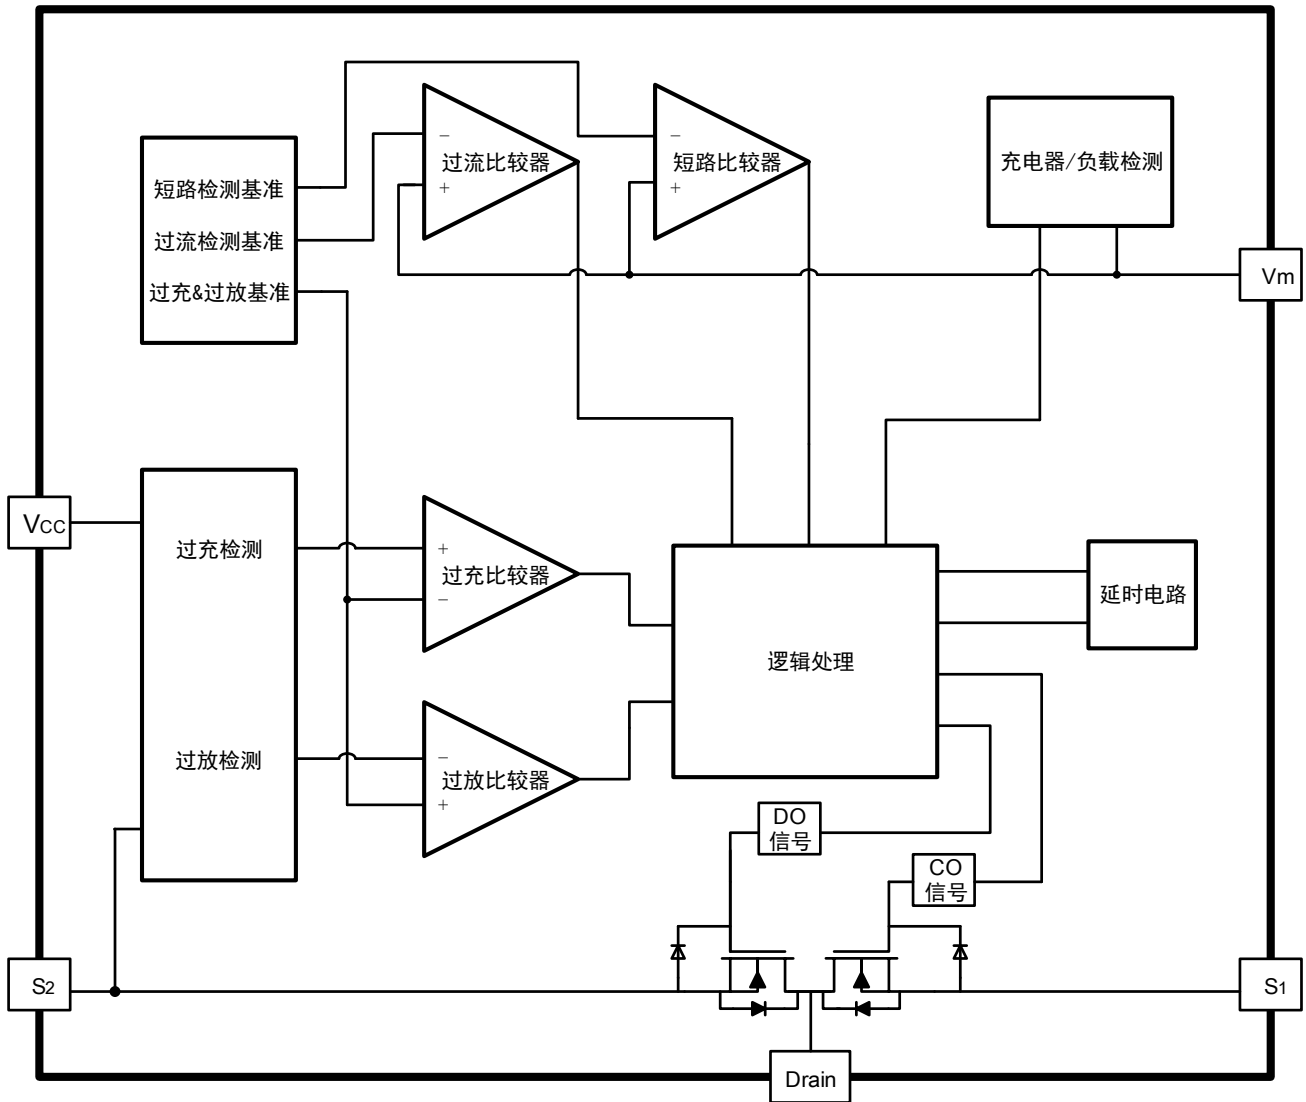 −
−
过流比较器
短路比较器
充电器/负载检测
短路检测基准
+
+
过流检测基准
过充&过放基准
Vm
VCC
过充检测
+
过充比较器
−
延时电路
逻辑处理
过放检测
−
过放比较器
+
DO
信号
CO
信号
S2
S1
Drain